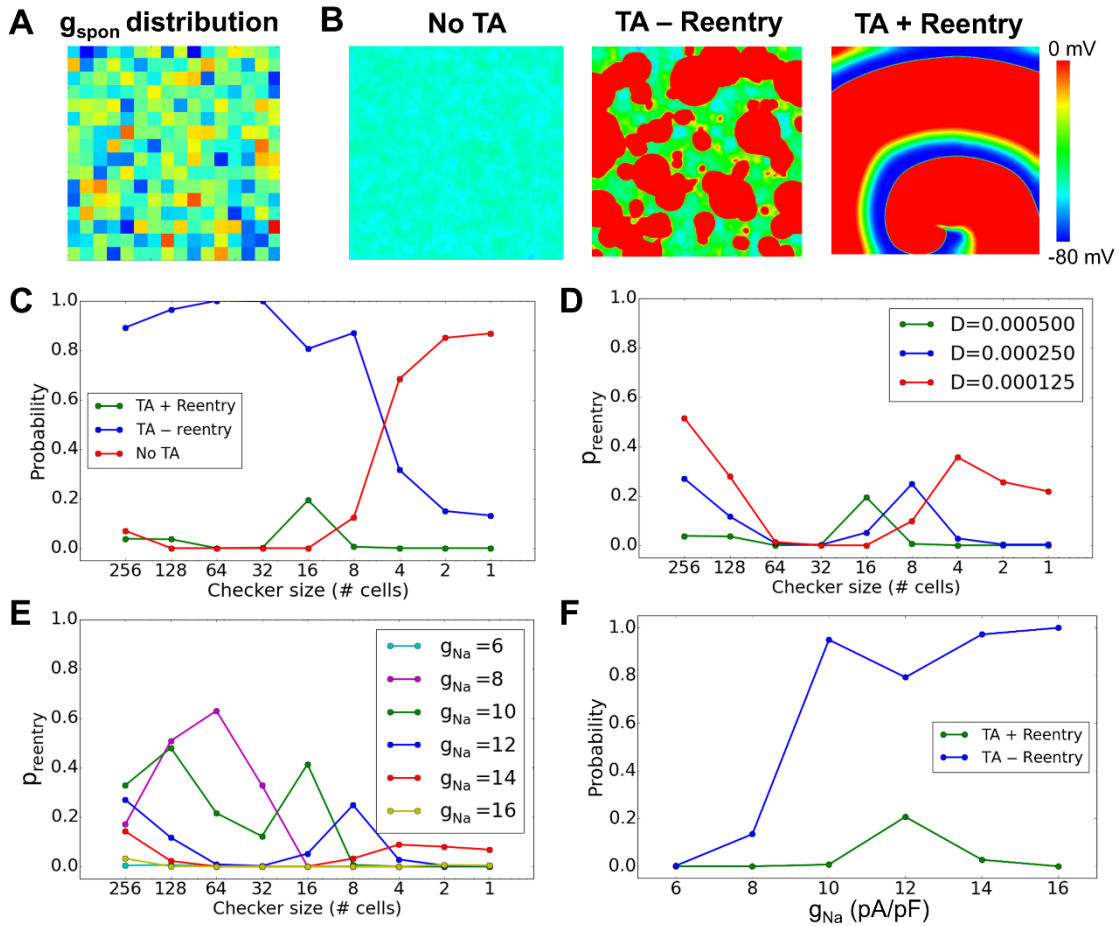 A
g_spon distribution
B
No TA
TA – Reentry
TA + Reentry
0 mV
-80 mV
C
1.0
0.8
0.6
0.4
0.2
0.0
Probability
TA + Reentry
TA – reentry
No TA
256 128 64 32 16 8 4 2 1
Checker size (# cells)
D
1.0
0.8
0.6
0.4
0.2
0.0
p_reentry
D=0.000500
D=0.000250
D=0.000125
256 128 64 32 16 8 4 2 1
Checker size (# cells)
E
1.0
0.8
0.6
0.4
0.2
0.0
p_reentry
g_Na=6
g_Na=8
g_Na=10
g_Na=12
g_Na=14
g_Na=16
256 128 64 32 16 8 4 2 1
Checker size (# cells)
F
1.0
0.8
0.6
0.4
0.2
0.0
Probability
TA + Reentry
TA – Reentry
6 8 10 12 14 16
g_Na (pA/pF)